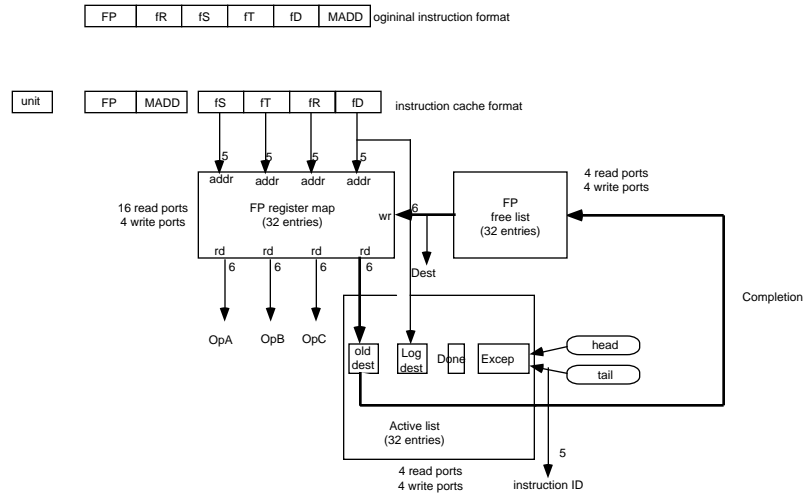 FP fR fS fT fD MADD ogininal instruction format
unit FP MADD fS fT fR fD instruction cache format
5 5 5 5
addr addr addr addr
4 read ports
4 write ports
16 read ports
4 write ports
FP register map
(32 entries)
wr
6
FP
free list
(32 entries)
rd rd rd rd
6 6 6 6
Dest
Completion
OpA OpB OpC
old
dest
Log
dest
Done
Excep
head
tail
Active list
(32 entries)
5
4 read ports
4 write ports
instruction ID